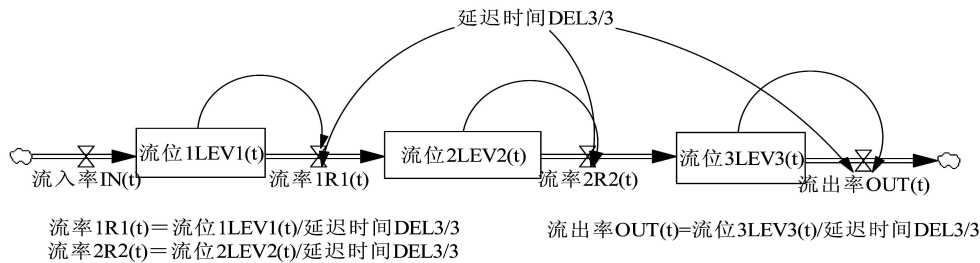 延迟时间DEL3/3
流位1LEV1(t)
流位2LEV2(t)
流位3LEV3(t)
流入率IN(t)
流率1R1(t)
流率2R2(t)
流出率OUT(t)
流率1R1(t)＝流位1LEV1(t)/延迟时间DEL3/3
流出率OUT(t)=流位3LEV3(t)/延迟时间DEL3/3
流率2R2(t)＝流位2LEV2(t)/延迟时间DEL3/3